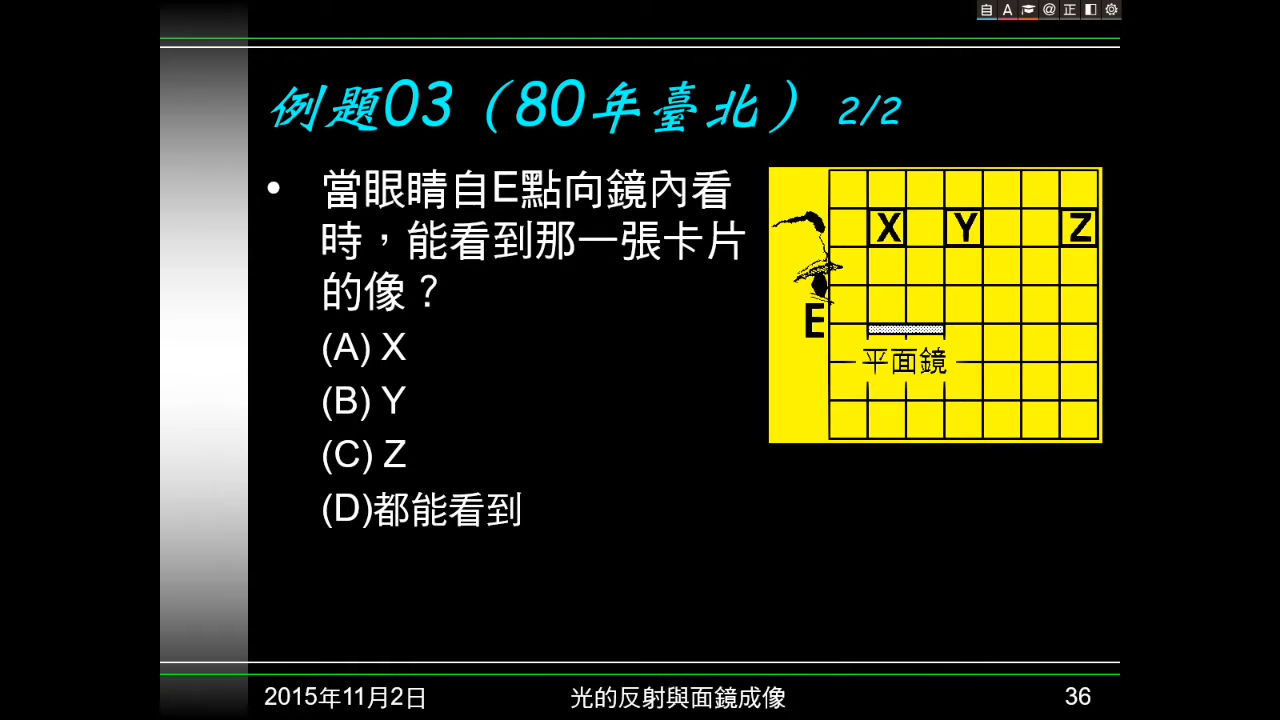 自 A @ 正
例題03（80年臺北） 2/2
• 當眼睛自E點向鏡內看
時，能看到那一張卡片
的像？
(A) X
(B) Y
(C) Z
(D)都能看到
X Y Z
E
平面鏡
2015年11月2日 光的反射與面鏡成像 36